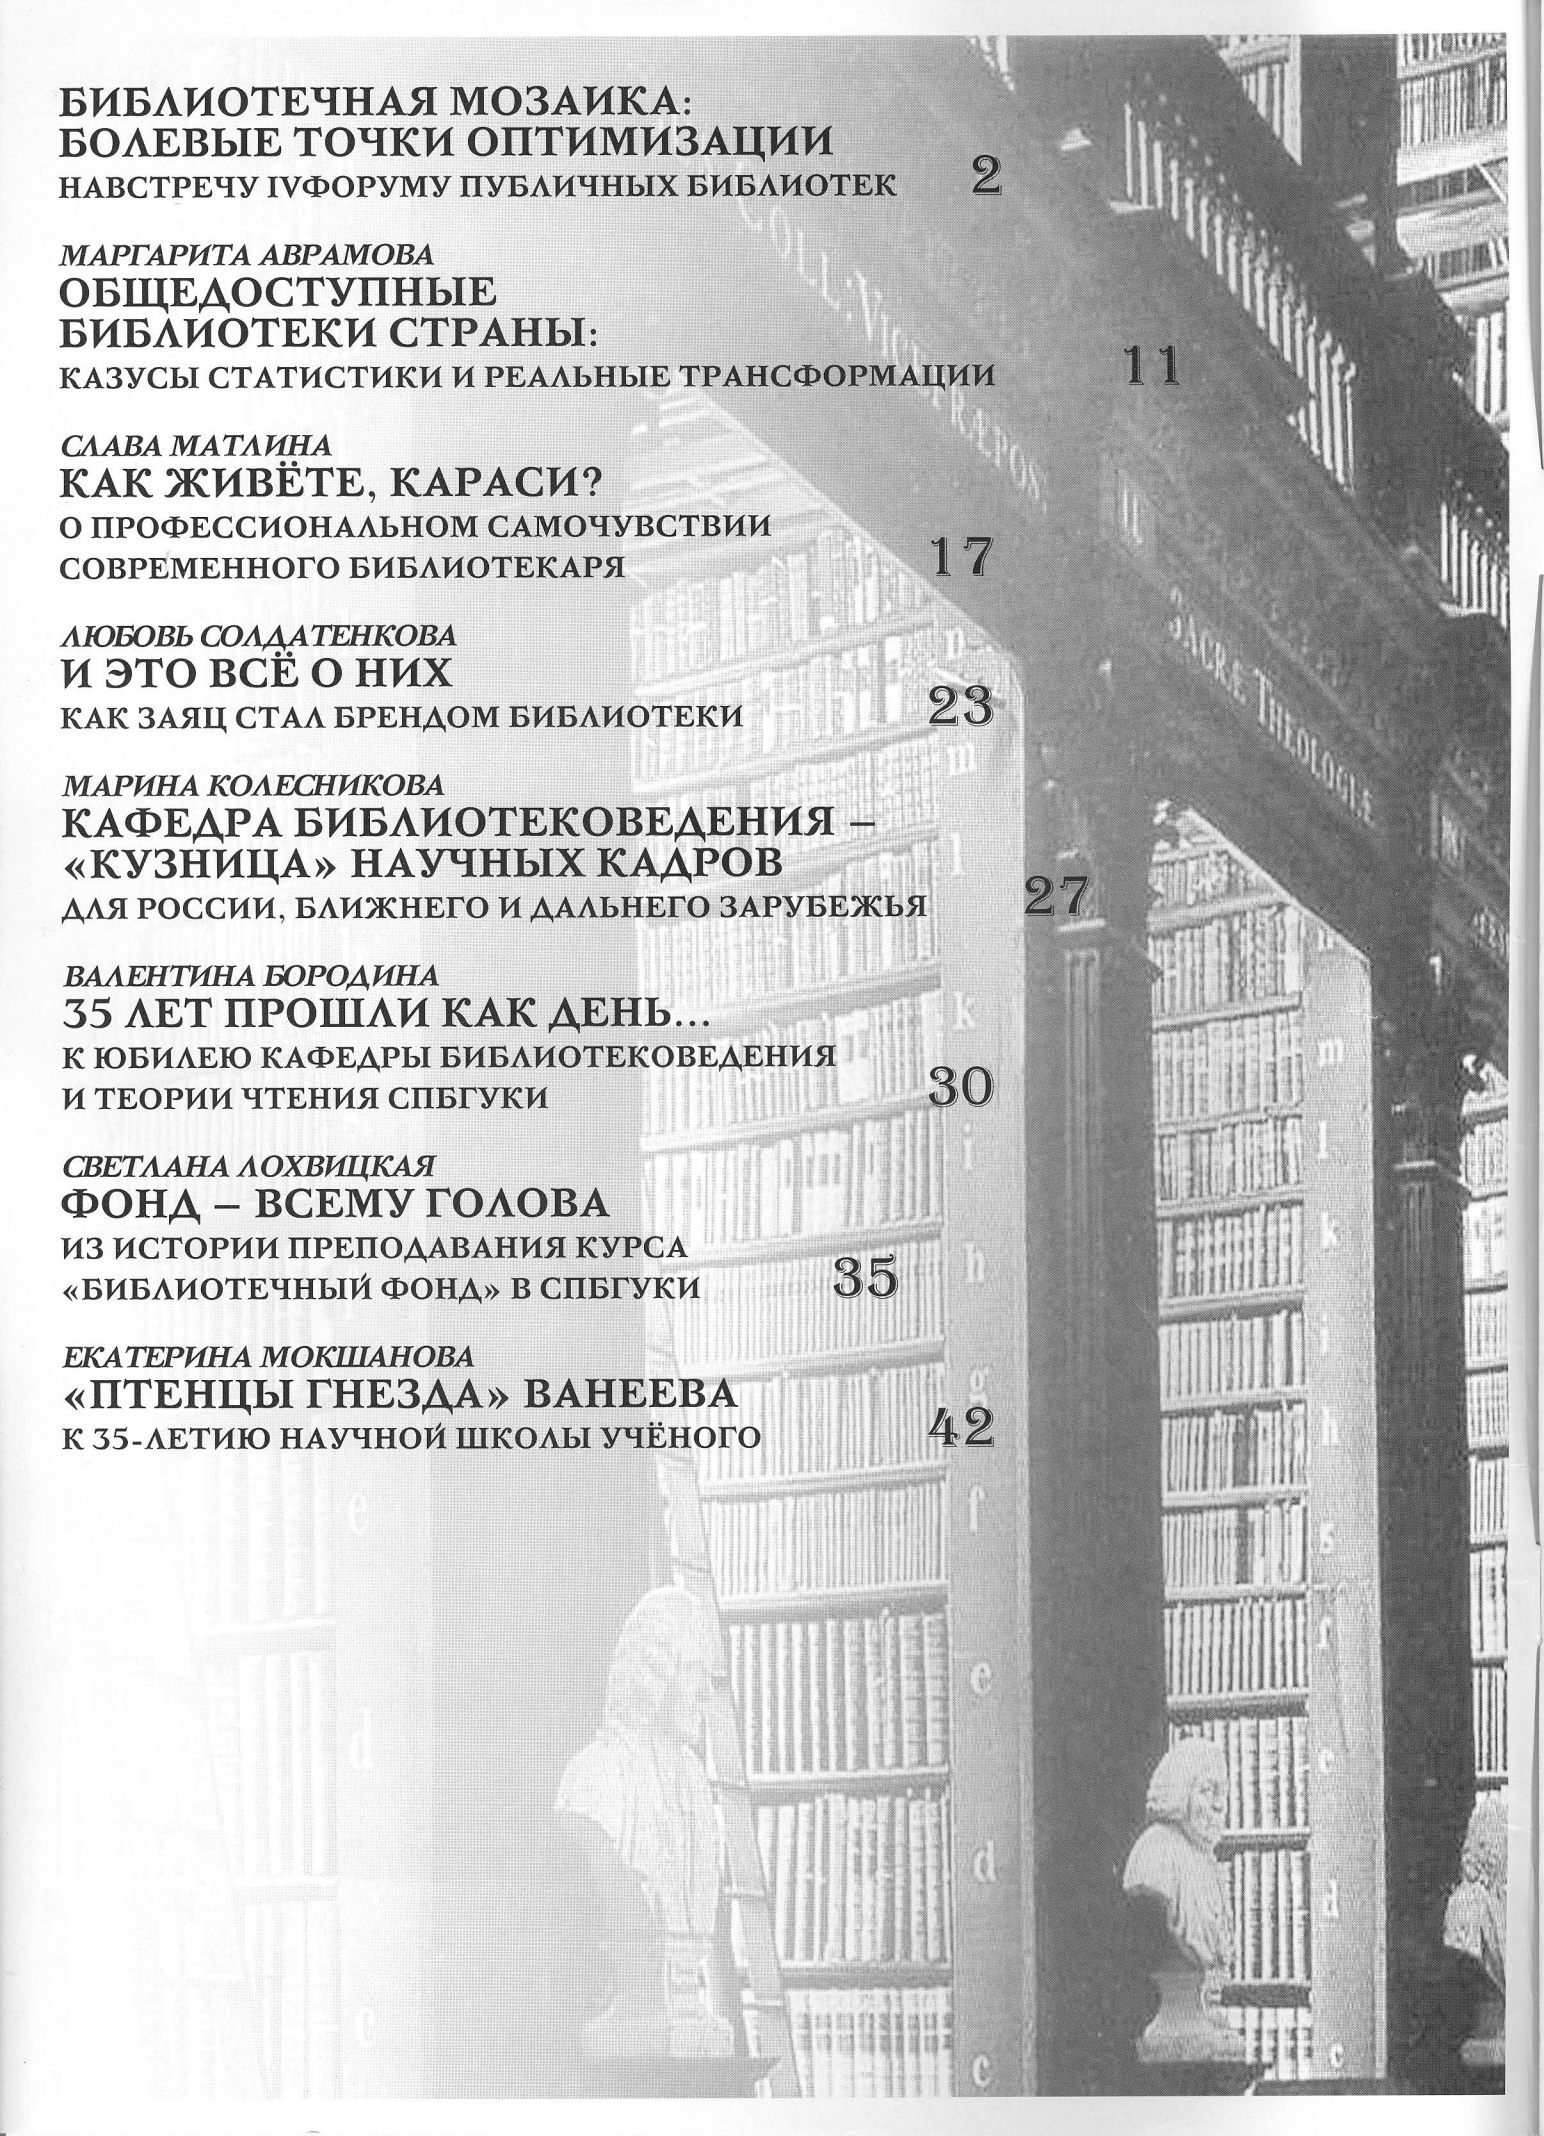 БИБЛИОТЕЧНАЯ МОЗАИКА:
БОЛЕВЫЕ ТОЧКИ ОПТИМИЗАЦИИ
НАВСТРЕЧУ IVФОРУМУ ПУБЛИЧНЫХ БИБЛИОТЕК 2
МАРГАРИТА АВРАМОВА
ОБЩЕДОСТУПНЫЕ
БИБЛИОТЕКИ СТРАНЫ:
КАЗУСЫ СТАТИСТИКИ И РЕАЛЬНЫЕ ТРАНСФОРМАЦИИ 11
СЛАВА МАТЛИНА
КАК ЖИВЁТЕ, КАРАСИ?
О ПРОФЕССИОНАЛЬНОМ САМОЧУВСТВИИ
СОВРЕМЕННОГО БИБЛИОТЕКАРЯ 17
ЛЮБОВЬ СОЛДАТЕНКОВА
И ЭТО ВСЁ О НИХ
КАК ЗАЯЦ СТАЛ БРЕНДОМ БИБЛИОТЕКИ 23
МАРИНА КОЛЕСНИКОВА
КАФЕДРА БИБЛИОТЕКОВЕДЕНИЯ –
«КУЗНИЦА» НАУЧНЫХ КАДРОВ
ДЛЯ РОССИИ, БЛИЖНЕГО И ДАЛЬНЕГО ЗАРУБЕЖЬЯ 27
ВАЛЕНТИНА БОРОДИНА
35 ЛЕТ ПРОШЛИ КАК ДЕНЬ...
К ЮБИЛЕЮ КАФЕДРЫ БИБЛИОТЕКОВЕДЕНИЯ
И ТЕОРИИ ЧТЕНИЯ СПБГУКИ 30
СВЕТЛАНА ЛОХВИЦКАЯ
ФОНД – ВСЕМУ ГОЛОВА
ИЗ ИСТОРИИ ПРЕПОДАВАНИЯ КУРСА
«БИБЛИОТЕЧНЫЙ ФОНД» В СПБГУКИ 35
ЕКАТЕРИНА МОКШАНОВА
«ПТЕНЦЫ ГНЕЗДА» ВАНЕЕВА
К 35-ЛЕТИЮ НАУЧНОЙ ШКОЛЫ УЧЁНОГО 42
COLL:VICEPRÆPOS
SACRÆ THEOLOGIÆ
n
m
l
k
i
h
g
f
e
d
c
n
m
l
k
i
h
e
d
c
e
d
c